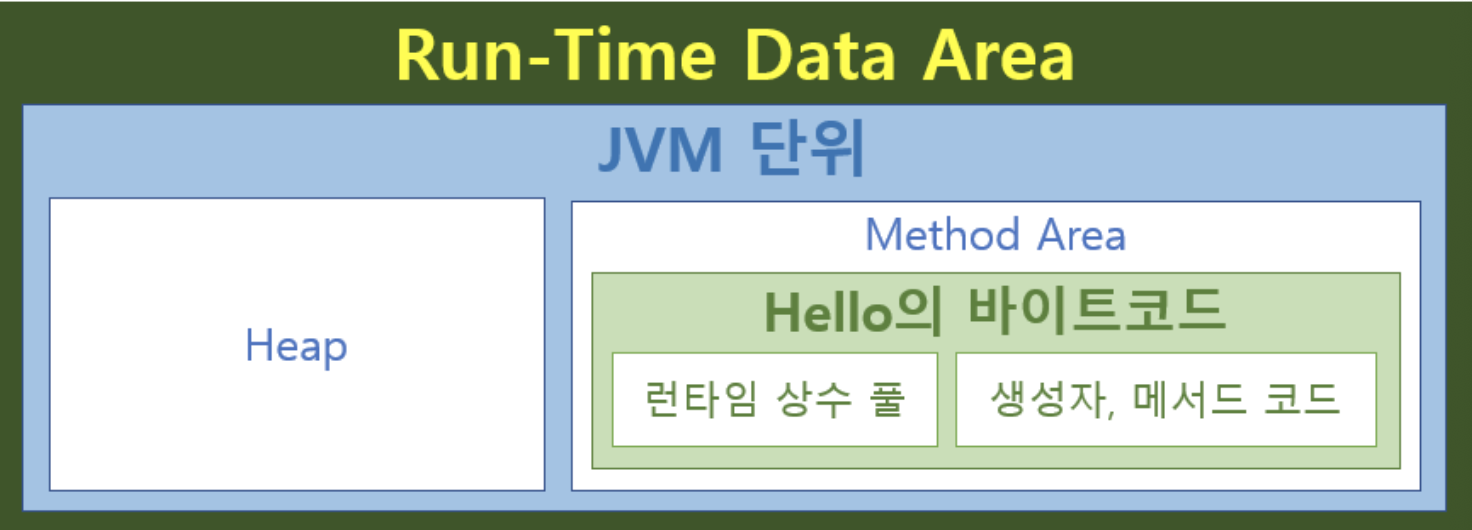 Run-Time Data Area
JVM 단위
Heap
Method Area
Hello의 바이트코드
런타임 상수 풀
생성자, 메서드 코드